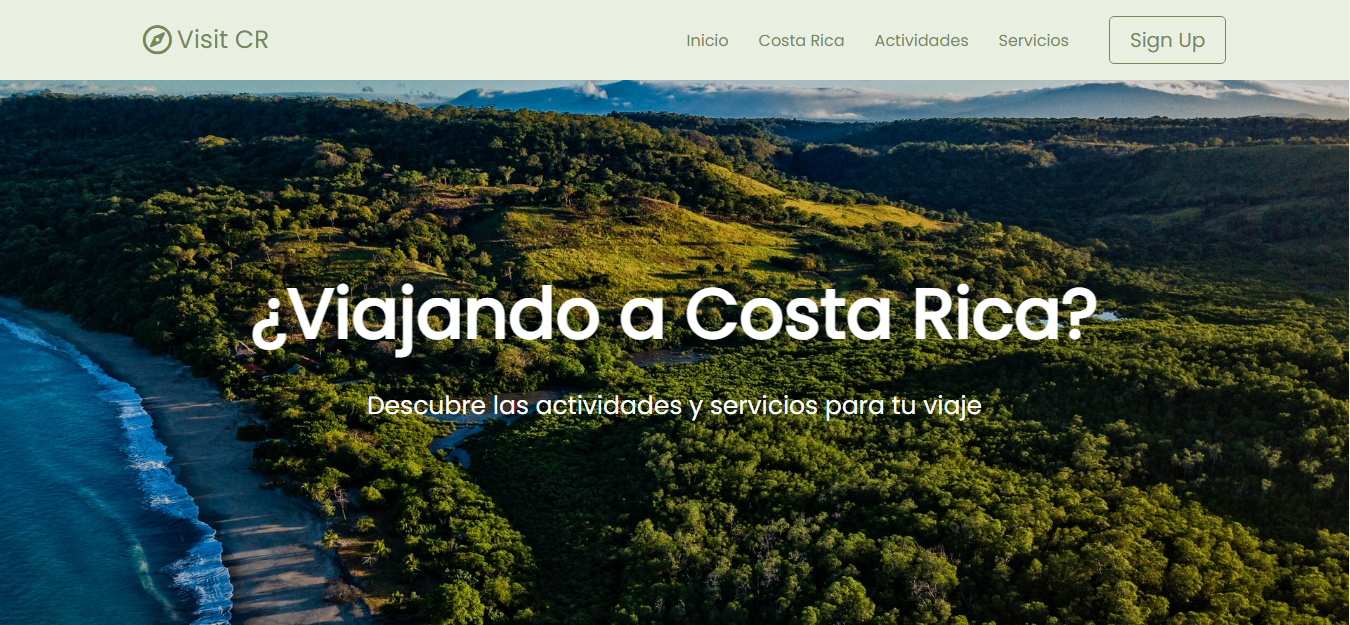 Visit CR
Inicio
Costa Rica
Actividades
Servicios
Sign Up
¿Viajando a Costa Rica?
Descubre las actividades y servicios para tu viaje